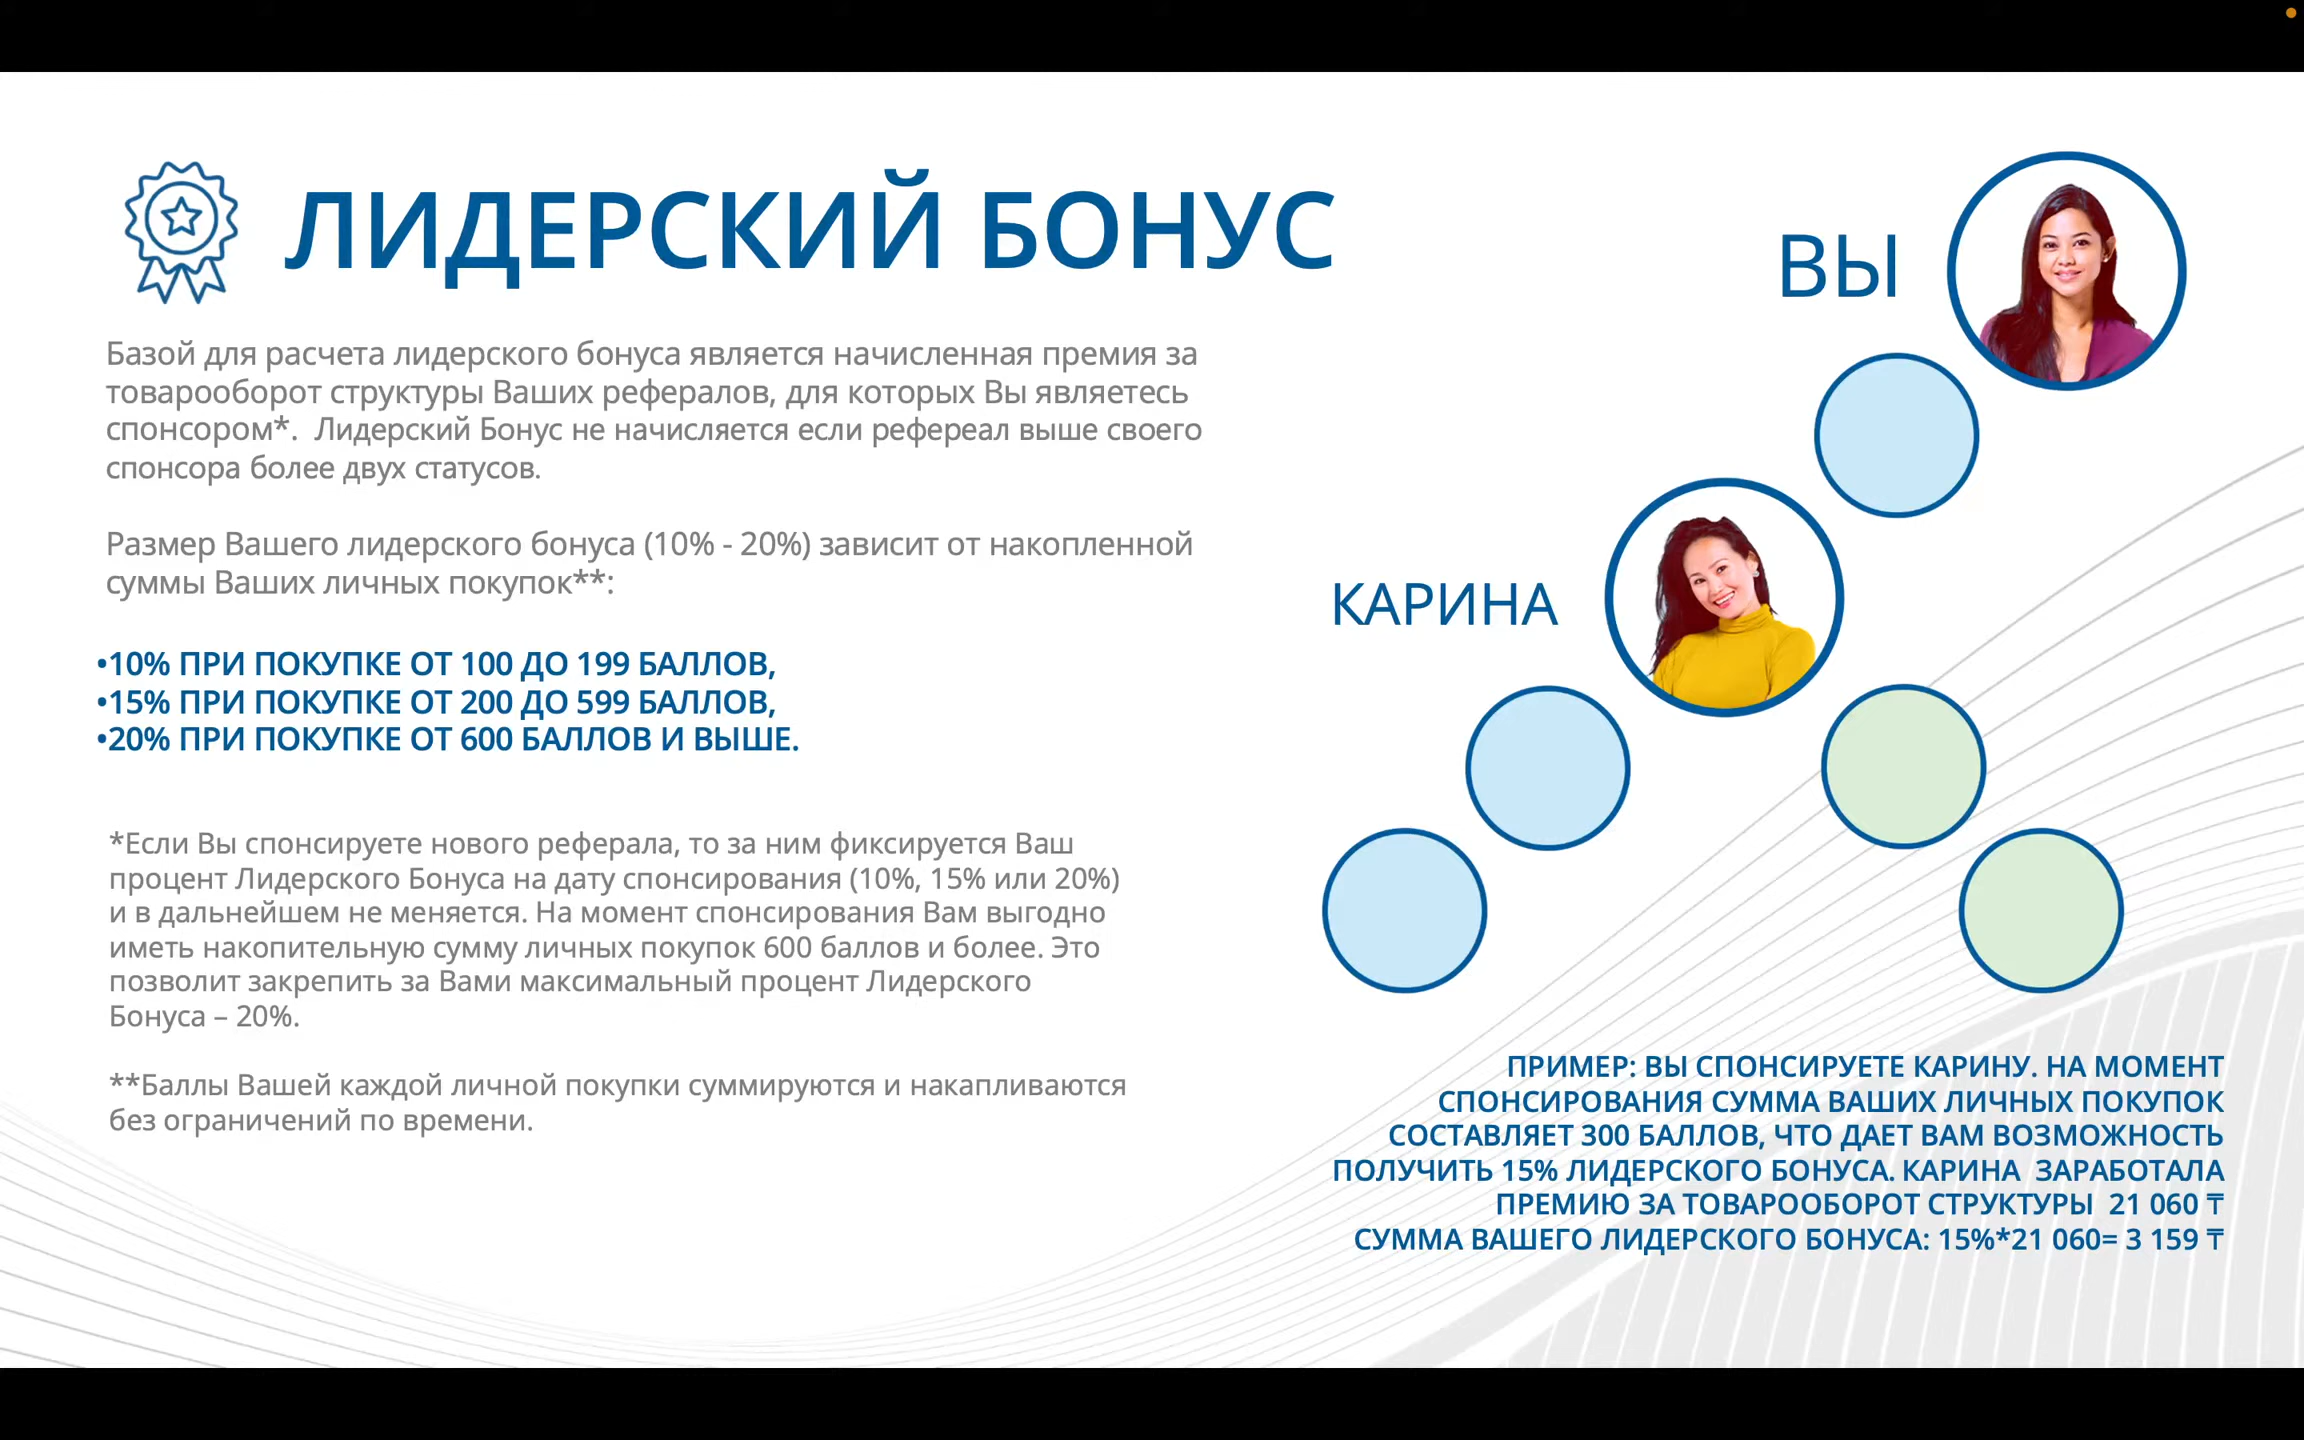 ЛИДЕРСКИЙ БОНУС
Базой для расчета лидерского бонуса является начисленная премия за
товарооборот структуры Ваших рефералов, для которых Вы являетесь
спонсором*.  Лидерский Бонус не начисляется если рефереал выше своего
спонсора более двух статусов.
Размер Вашего лидерского бонуса (10% - 20%) зависит от накопленной
суммы Ваших личных покупок**:
•10% ПРИ ПОКУПКЕ ОТ 100 ДО 199 БАЛЛОВ,
•15% ПРИ ПОКУПКЕ ОТ 200 ДО 599 БАЛЛОВ,
•20% ПРИ ПОКУПКЕ ОТ 600 БАЛЛОВ И ВЫШЕ.
*Если Вы спонсируете нового реферала, то за ним фиксируется Ваш
процент Лидерского Бонуса на дату спонсирования (10%, 15% или 20%)
и в дальнейшем не меняется. На момент спонсирования Вам выгодно
иметь накопительную сумму личных покупок 600 баллов и более. Это
позволит закрепить за Вами максимальный процент Лидерского
Бонуса – 20%.
**Баллы Вашей каждой личной покупки суммируются и накапливаются
без ограничений по времени.
ВЫ
КАРИНА
ПРИМЕР: ВЫ СПОНСИРУЕТЕ КАРИНУ. НА МОМЕНТ
СПОНСИРОВАНИЯ СУММА ВАШИХ ЛИЧНЫХ ПОКУПОК
СОСТАВЛЯЕТ 300 БАЛЛОВ, ЧТО ДАЕТ ВАМ ВОЗМОЖНОСТЬ
ПОЛУЧИТЬ 15% ЛИДЕРСКОГО БОНУСА. КАРИНА  ЗАРАБОТАЛА
ПРЕМИЮ ЗА ТОВАРООБОРОТ СТРУКТУРЫ  21 060 ₸
СУММА ВАШЕГО ЛИДЕРСКОГО БОНУСА: 15%*21 060= 3 159 ₸